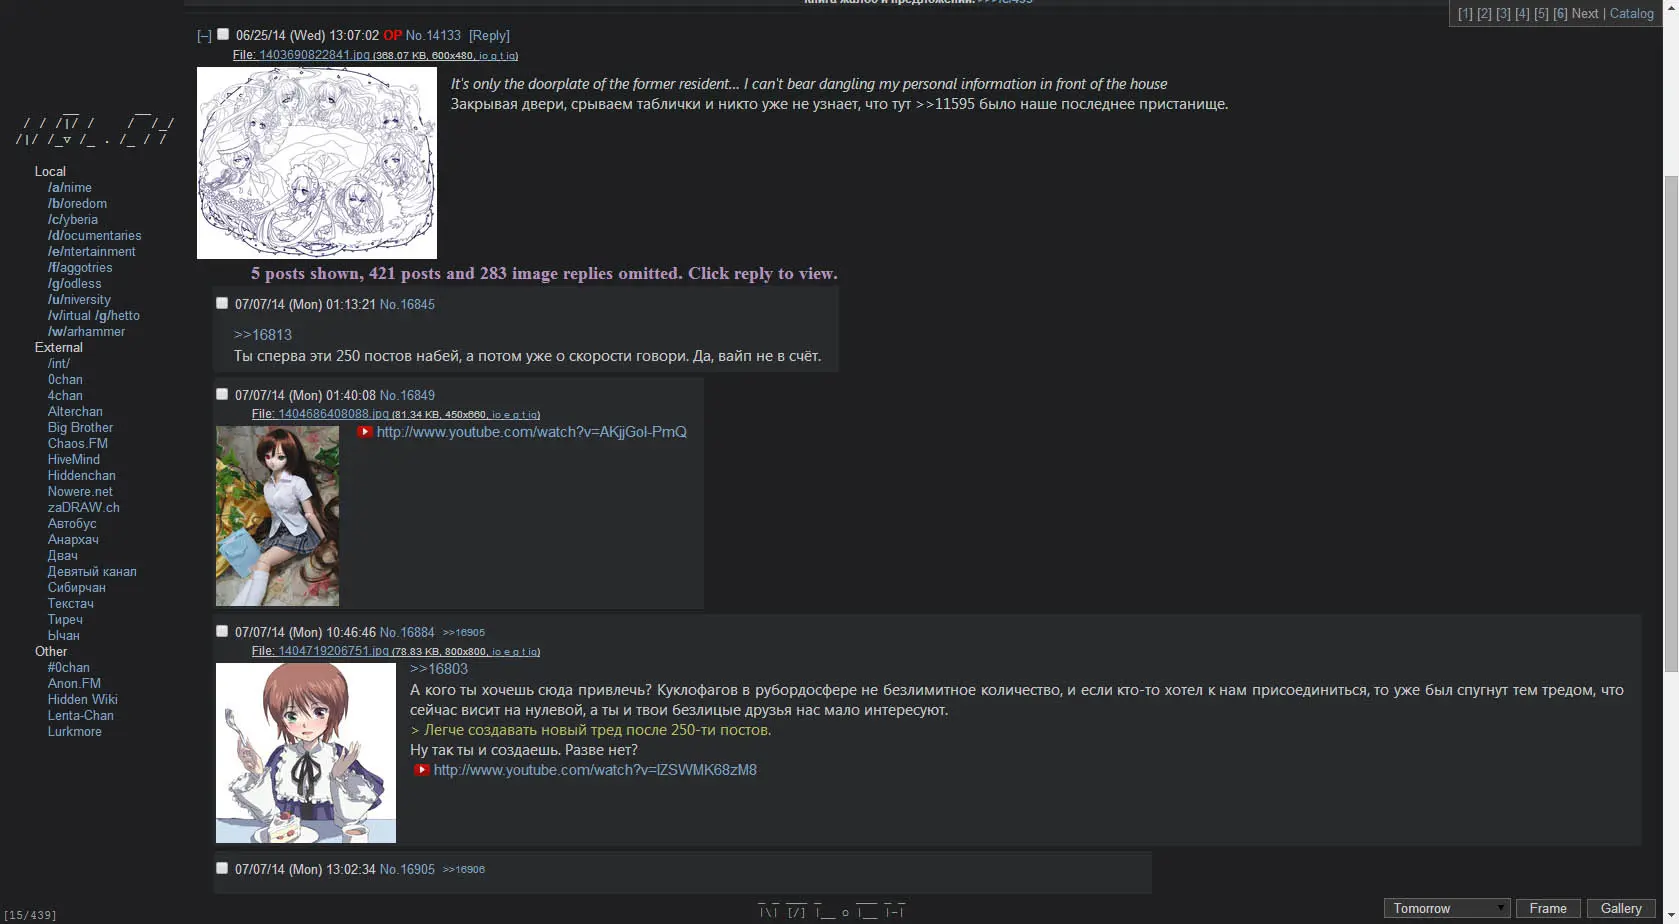 [1] [2] [3] [4] [5] [6] Next | Catalog
[–] 06/25/14 (Wed) 13:07:02 OP No.14133 [Reply]
File: 1403690822841.jpg (368.07 KB, 600x480, io g t iq)
It's only the doorplate of the former resident... I can't bear dangling my personal information in front of the house
Закрывая двери, срываем таблички и никто уже не узнает, что тут >>11595 было наше последнее пристанище.
5 posts shown, 421 posts and 283 image replies omitted. Click reply to view.
07/07/14 (Mon) 01:13:21 No.16845
>>16813
Ты сперва эти 250 постов набей, а потом уже о скорости говори. Да, вайп не в счёт.
07/07/14 (Mon) 01:40:08 No.16849
File: 1404686408088.jpg (81.34 KB, 450x660, io e g t iq)
http://www.youtube.com/watch?v=AKjjGol-PmQ
07/07/14 (Mon) 10:46:46 No.16884 >>16905
File: 1404719206751.jpg (78.83 KB, 800x800, io e g t iq)
>>16803
А кого ты хочешь сюда привлечь? Куклофагов в рубордосфере не безлимитное количество, и если кто-то хотел к нам присоединиться, то уже был спугнут тем тредом, что
сейчас висит на нулевой, а ты и твои безлицые друзья нас мало интересуют.
> Легче создавать новый тред после 250-ти постов.
Ну так ты и создаешь. Разве нет?
http://www.youtube.com/watch?v=lZSWMK68zM8
07/07/14 (Mon) 13:02:34 No.16905 >>16906
Local
/a/nime
/b/oredom
/c/yberia
/d/ocumentaries
/e/ntertainment
/f/aggotries
/g/odless
/u/niversity
/v/irtual /g/hetto
/w/arhammer
External
/int/
0chan
4chan
Alterchan
Big Brother
Chaos.FM
HiveMind
Hiddenchan
Nowere.net
zaDRAW.ch
Автобус
Анархач
Двач
Девятый канал
Сибирчан
Текстач
Тиреч
Ычан
Other
#0chan
Anon.FM
Hidden Wiki
Lenta-Chan
Lurkmore
[15/439]
Tomorrow
Frame
Gallery